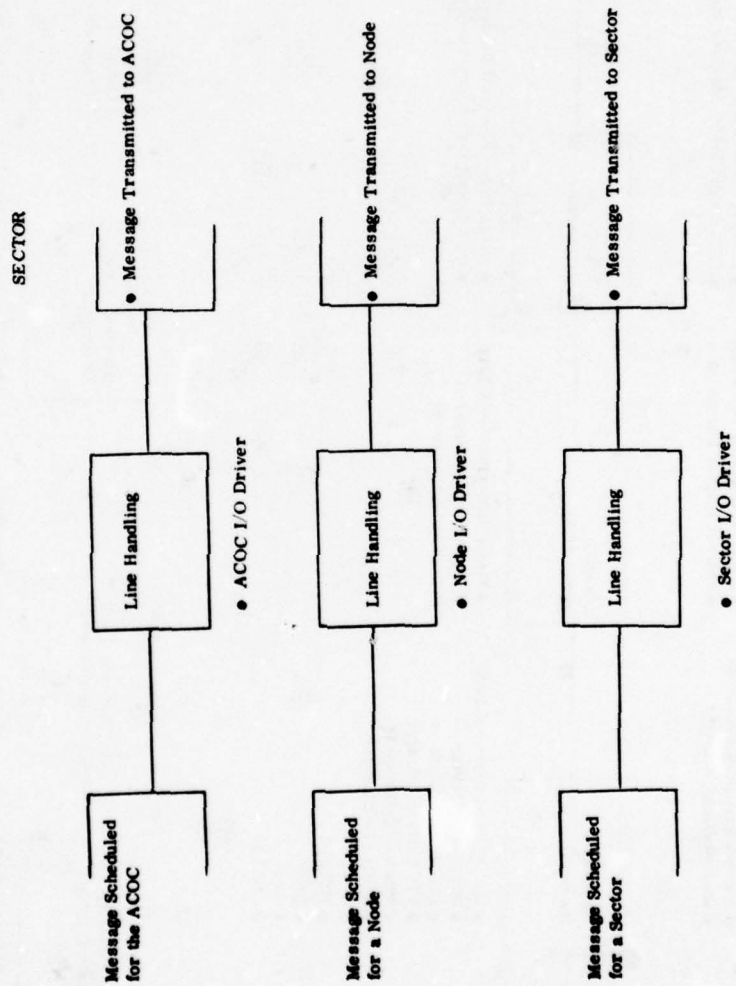 SECTOR
Message Scheduled
for the ACOC
Line Handling
● ACOC I/O Driver
● Message Transmitted to ACOC
Message Scheduled
for a Node
Line Handling
● Node I/O Driver
● Message Transmitted to Node
Message Scheduled
for a Sector
Line Handling
● Sector I/O Driver
● Message Transmitted to Sector